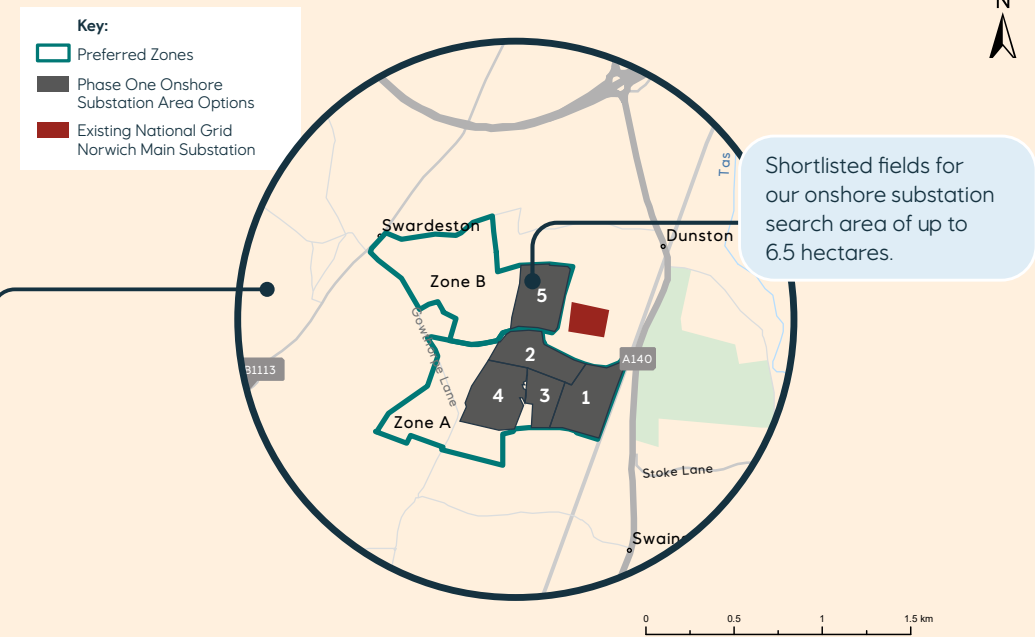 N
Key:
Preferred Zones
Phase One Onshore
Substation Area Options
Existing National Grid
Norwich Main Substation
Tas
Shortlisted fields for
our onshore substation
search area of up to
6.5 hectares.
Swardeston
Dunston
Zone B
5
Gowthorpe Lane
2
A140
B1113
4
3
1
Zone A
Stoke Lane
Swains
0 0.5 1 1.5 km